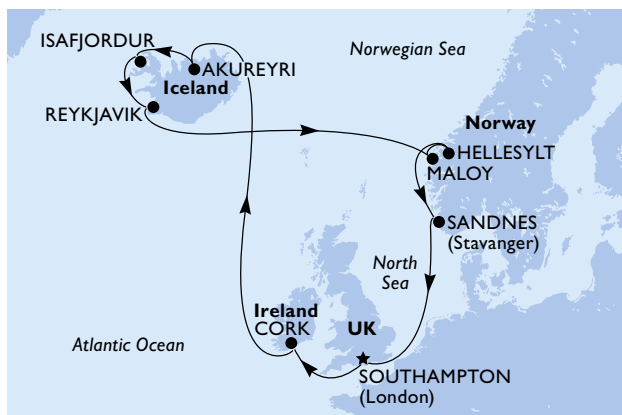 ISAFJORDUR
Norwegian Sea
AKUREYRI
Iceland
REYKJAVIK
Norway
HELLESYLT
MALOY
SANDNES
(Stavanger)
North
Sea
Ireland
CORK
UK
Atlantic Ocean
SOUTHAMPTON
(London)